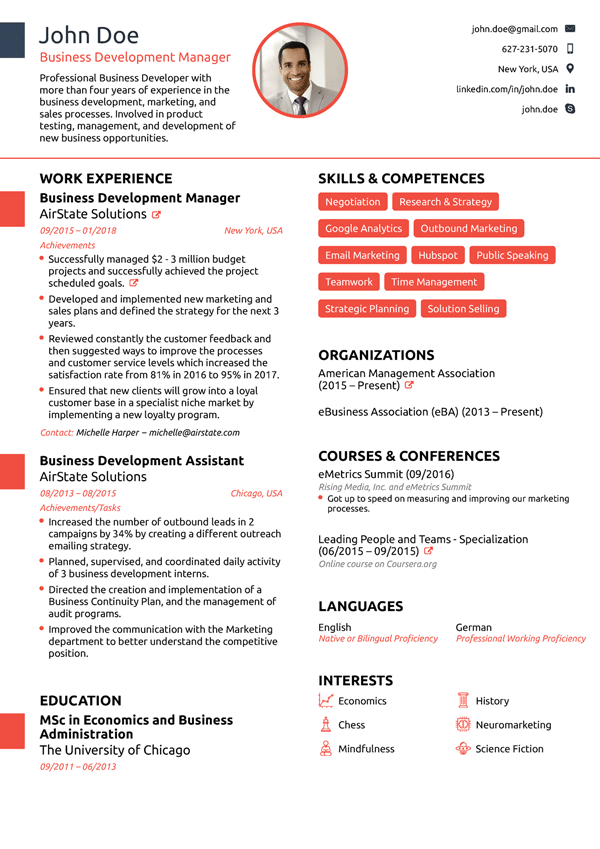 John Doe
Business Development Manager
Professional Business Developer with
more than four years of experience in the
business development, marketing, and
sales processes. Involved in product
testing, management, and development of
new business opportunities.
john.doe@gmail.com
627-231-5070
New York, USA
linkedin.com/in/john.doe
john.doe
WORK EXPERIENCE
Business Development Manager
AirState Solutions
09/2015 – 01/2018 New York, USA
Achievements
Successfully managed $2 - 3 million budget
projects and successfully achieved the project
scheduled goals.
Developed and implemented new marketing and
sales plans and defined the strategy for the next 3
years.
Reviewed constantly the customer feedback and
then suggested ways to improve the processes
and customer service levels which increased the
satisfaction rate from 81% in 2016 to 95% in 2017.
Ensured that new clients will grow into a loyal
customer base in a specialist niche market by
implementing a new loyalty program.
Contact: Michelle Harper – michelle@airstate.com
Business Development Assistant
AirState Solutions
08/2013 – 08/2015 Chicago, USA
Achievements/Tasks
Increased the number of outbound leads in 2
campaigns by 34% by creating a different outreach
emailing strategy.
Planned, supervised, and coordinated daily activity
of 3 business development interns.
Directed the creation and implementation of a
Business Continuity Plan, and the management of
audit programs.
Improved the communication with the Marketing
department to better understand the competitive
position.
EDUCATION
MSc in Economics and Business
Administration
The University of Chicago
09/2011 – 06/2013
SKILLS & COMPETENCES
Negotiation Research & Strategy
Google Analytics Outbound Marketing
Email Marketing Hubspot Public Speaking
Teamwork Time Management
Strategic Planning Solution Selling
ORGANIZATIONS
American Management Association
(2015 – Present)
eBusiness Association (eBA) (2013 – Present)
COURSES & CONFERENCES
eMetrics Summit (09/2016)
Rising Media, Inc. and eMetrics Summit
Got up to speed on measuring and improving our marketing
processes.
Leading People and Teams - Specialization
(06/2015 – 09/2015)
Online course on Coursera.org
LANGUAGES
English German
Native or Bilingual Proficiency Professional Working Proficiency
INTERESTS
Economics History
Chess Neuromarketing
Mindfulness Science Fiction